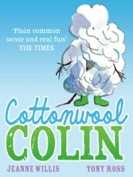 'Plain common
sense and real fun'
THE TIMES
Cottonwool
COLIN
JEANNE WILLIS
TONY ROSS